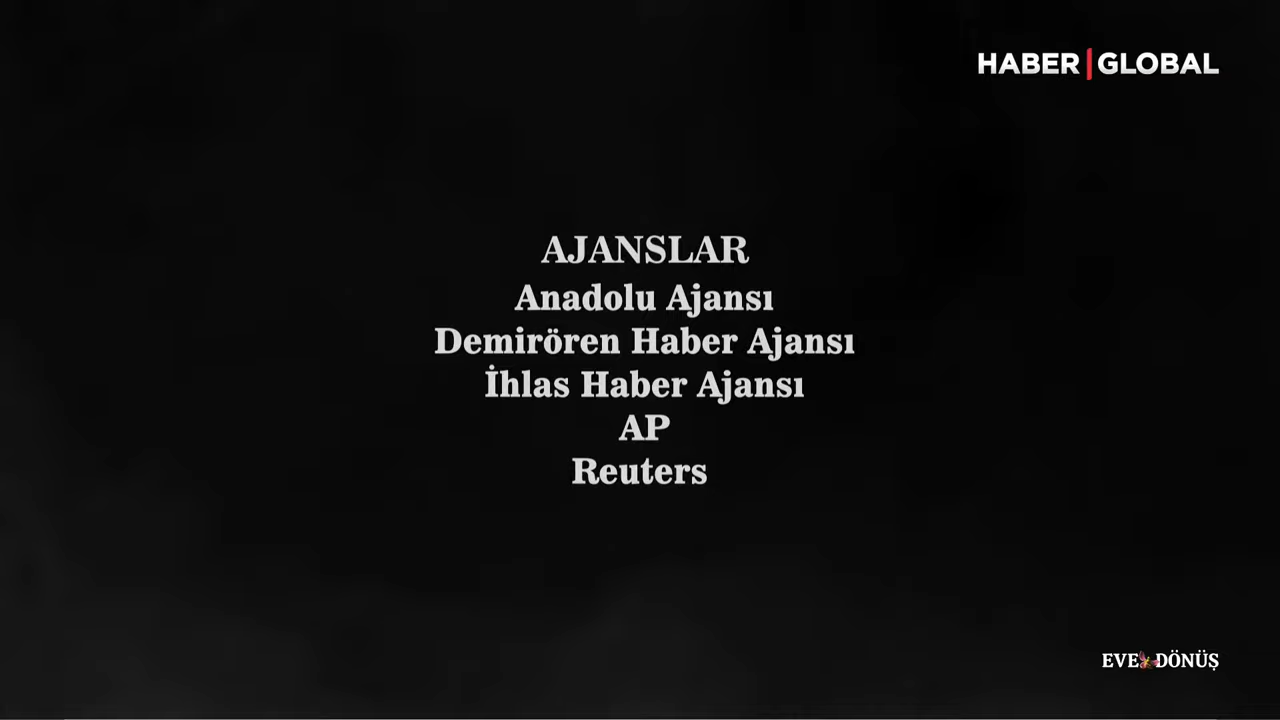 HABER GLOBAL
AJANSLAR
Anadolu Ajansı
Demirören Haber Ajansı
İhlas Haber Ajansı
AP
Reuters
EVE DÖNÜŞ